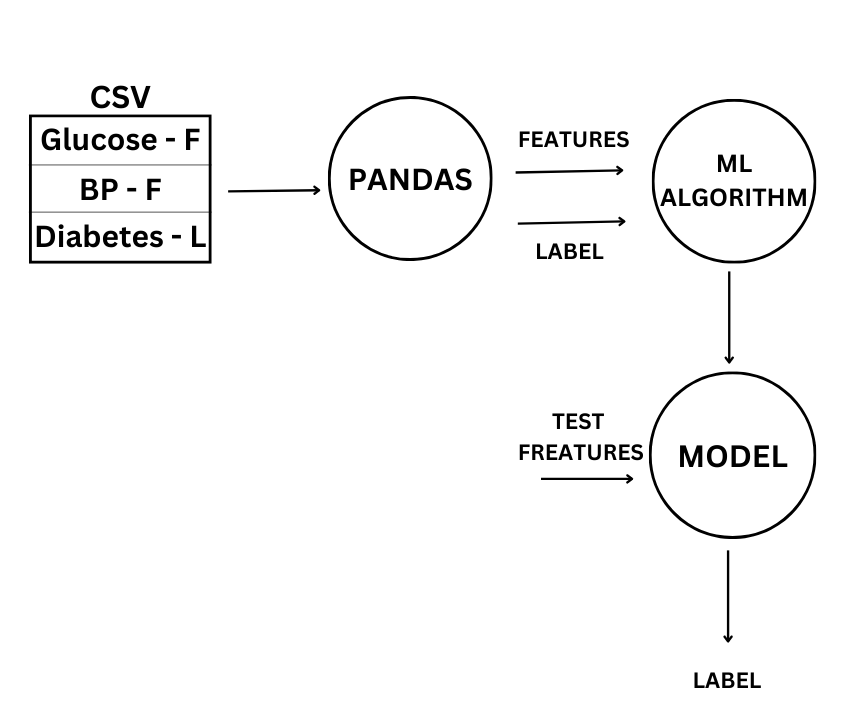 CSV
Glucose - F
BP - F
Diabetes - L
PANDAS
FEATURES
LABEL
ML
ALGORITHM
TEST
FREATURES
MODEL
LABEL